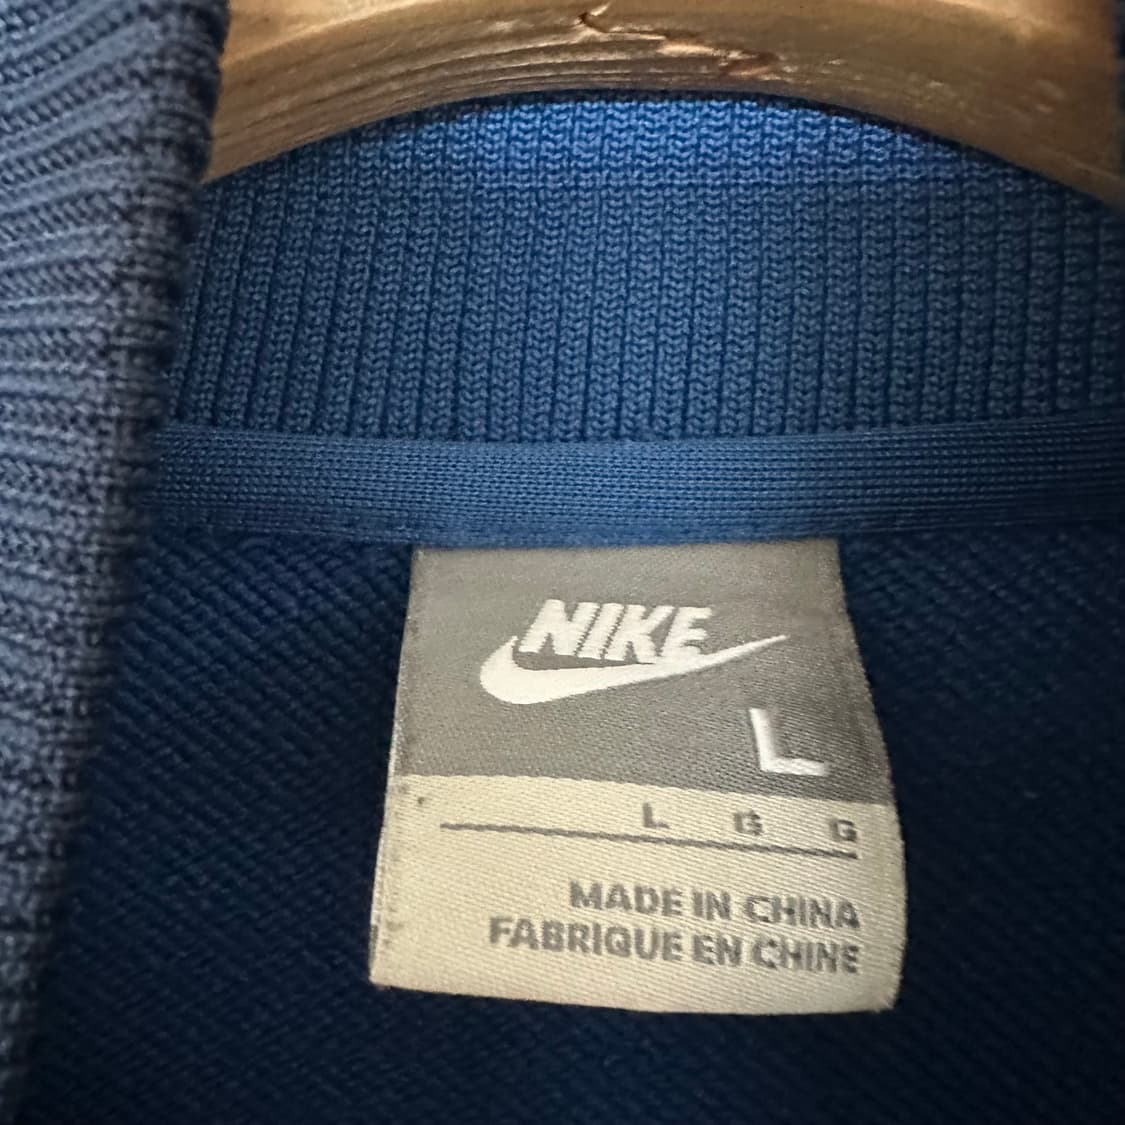 NIKE
L
L G G
MADE IN CHINA
FABRIQUE EN CHINE